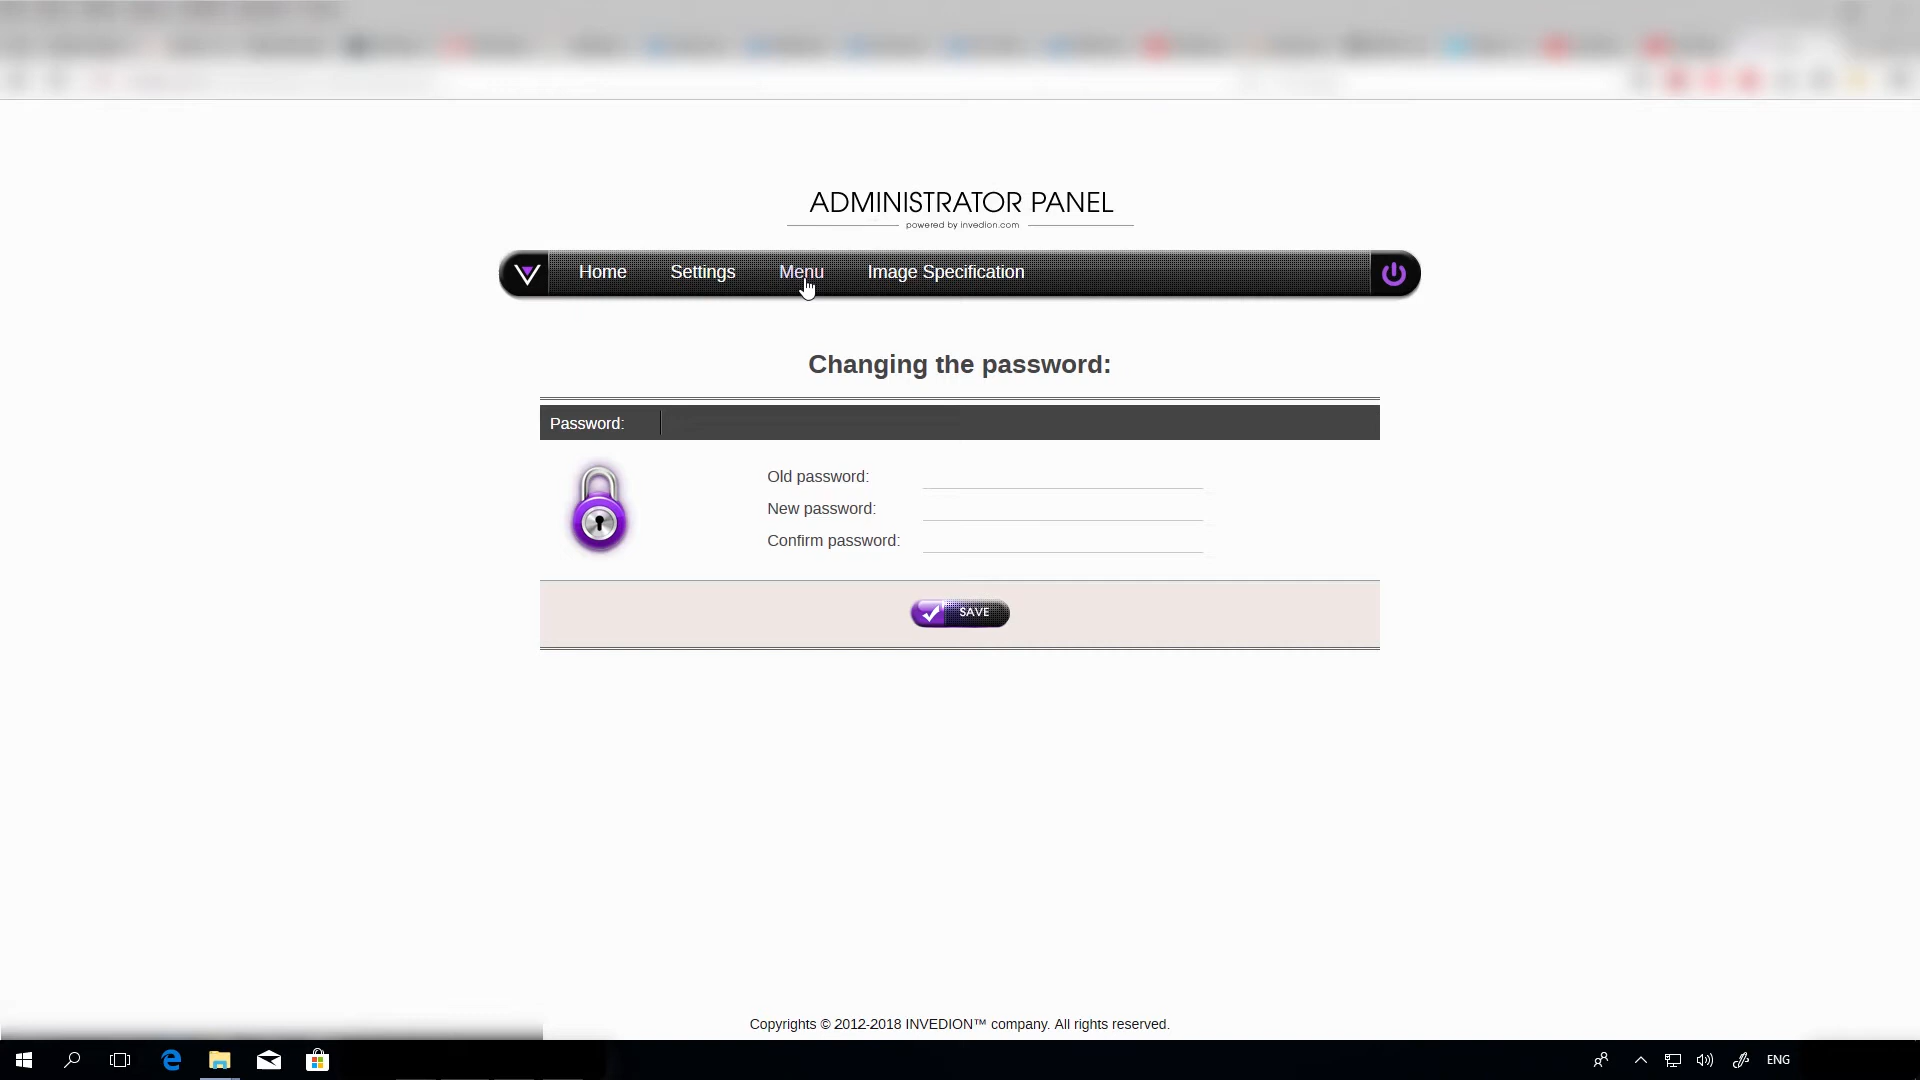 ADMINISTRATOR PANEL
powered by invedion.com
Home Settings Menu Image Specification
Changing the password:
Password:
Old password:
New password:
Confirm password:
SAVE
Copyrights © 2012-2018 INVEDION™ company. All rights reserved.
ENG